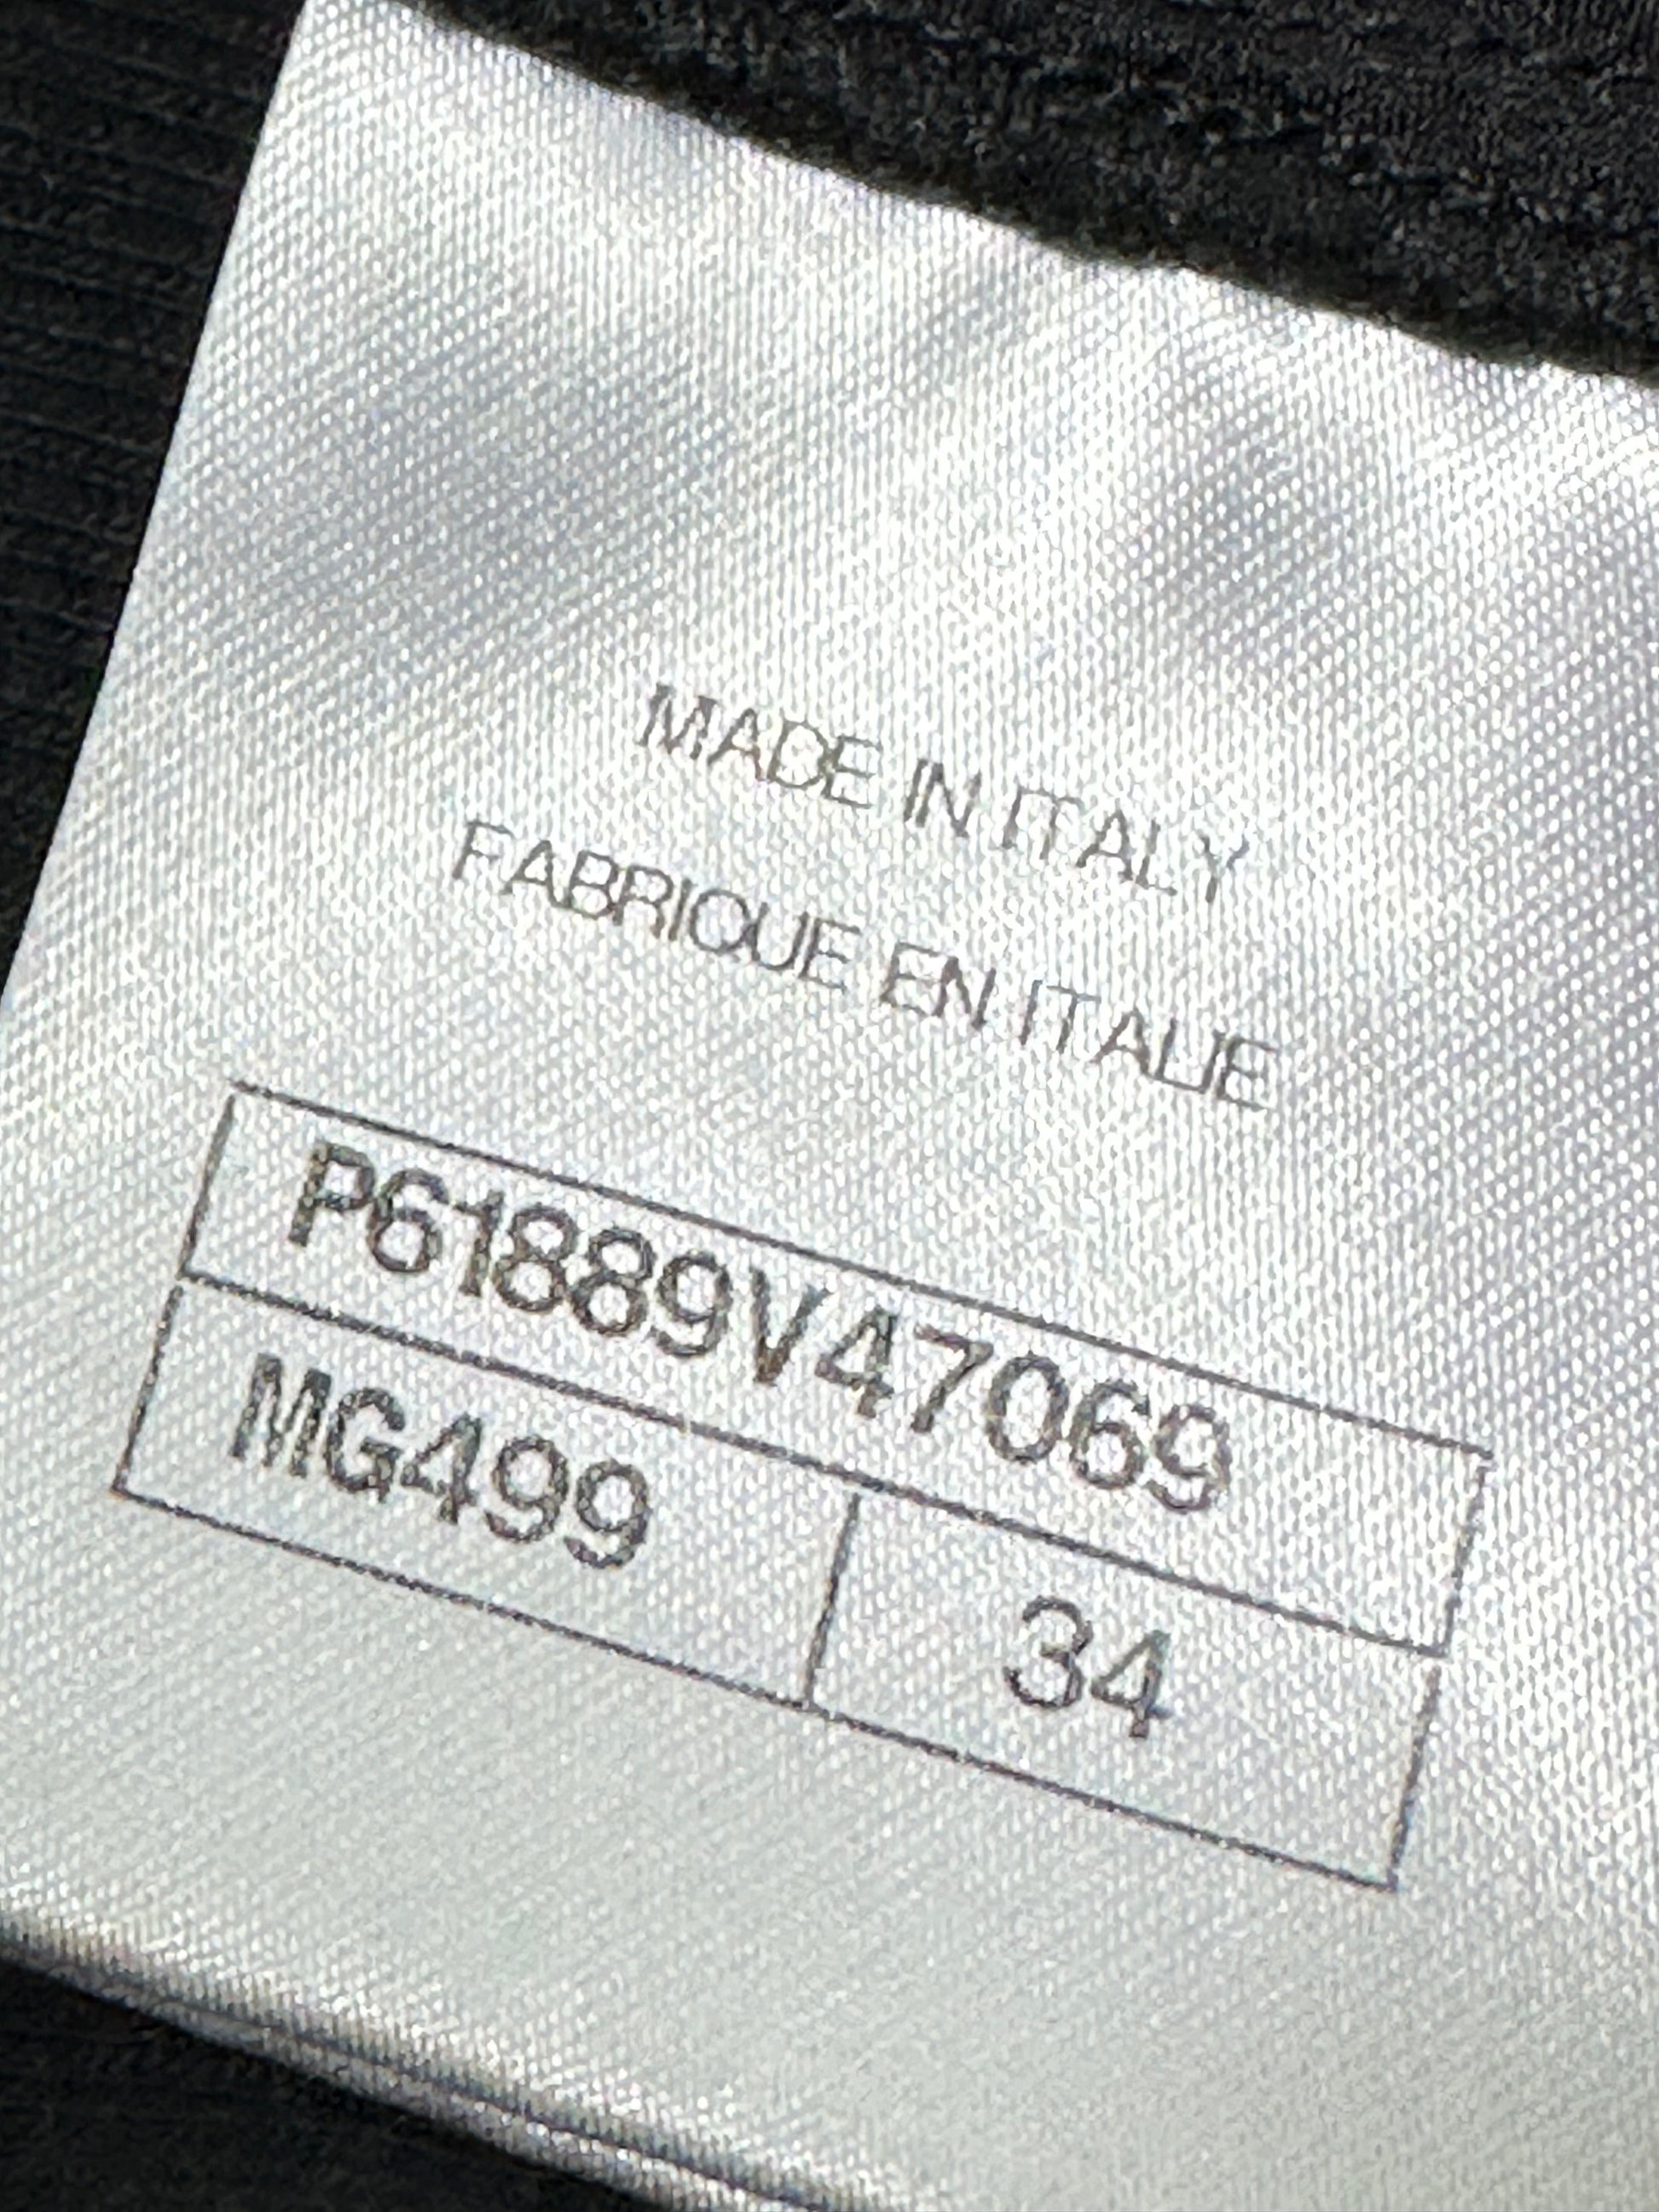 MADE IN ITALY
FABRIQUE EN ITALIE
P61889V47069
MG499
34